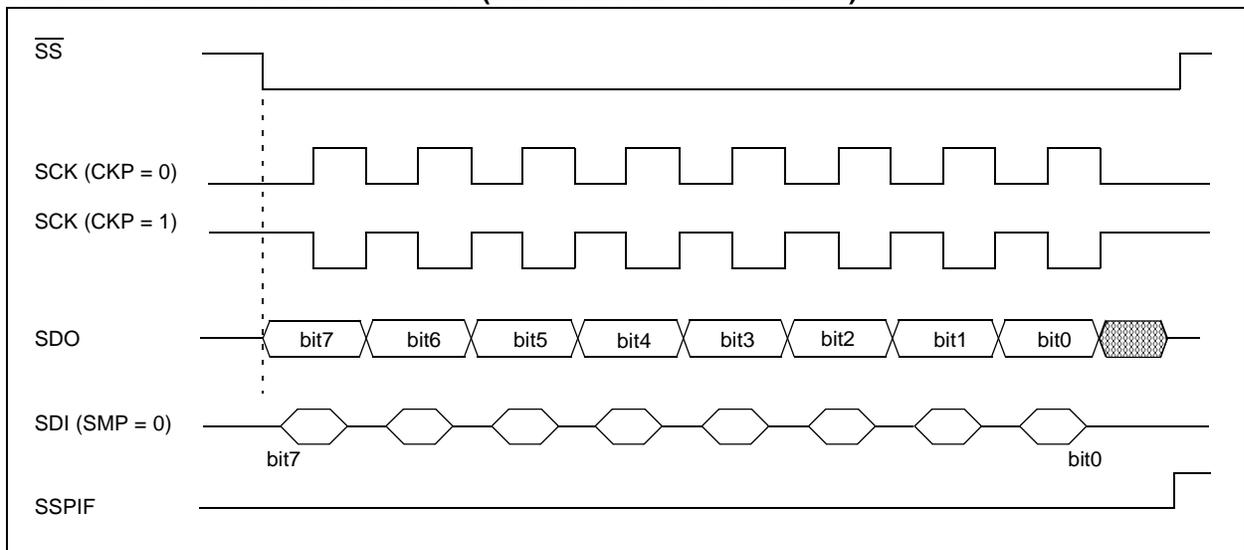 SS
SCK (CKP = 0)
SCK (CKP = 1)
SDO
bit7 bit6 bit5 bit4 bit3 bit2 bit1 bit0
SDI (SMP = 0)
bit7 bit0
SSPIF